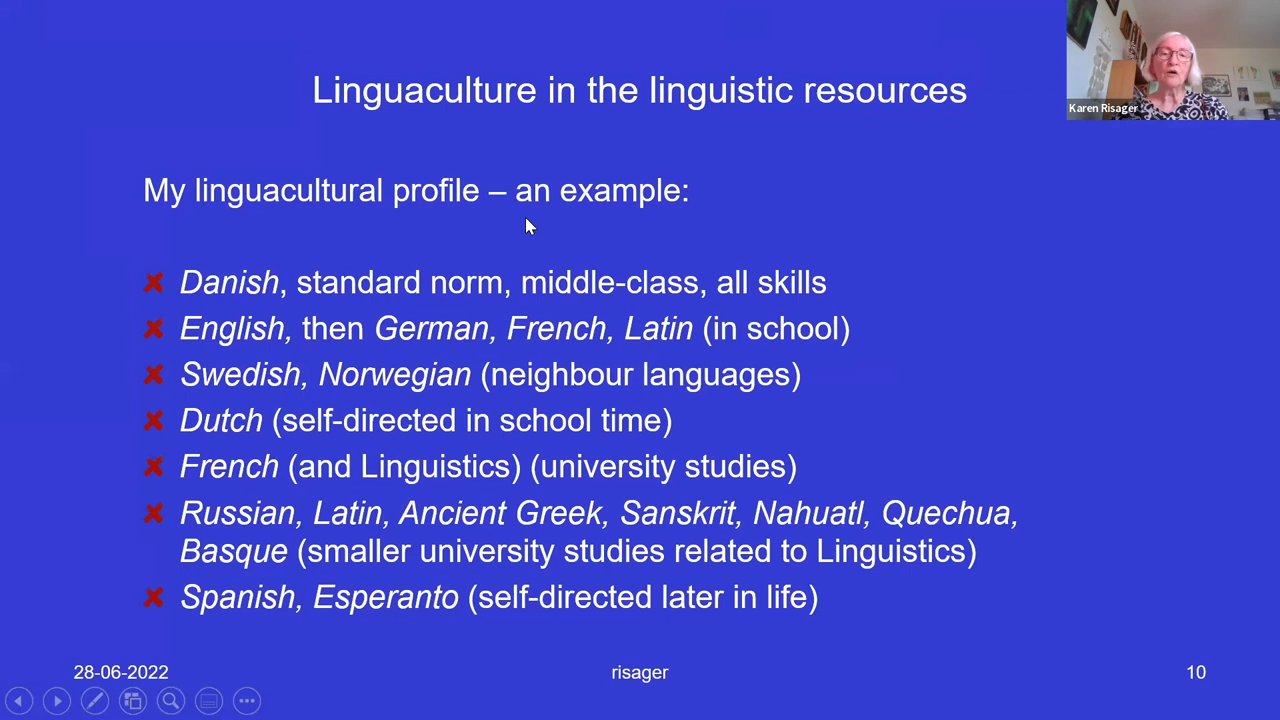 Linguaculture in the linguistic resources
Karen Risager
My linguacultural profile – an example:
Danish, standard norm, middle-class, all skills
English, then German, French, Latin (in school)
Swedish, Norwegian (neighbour languages)
Dutch (self-directed in school time)
French (and Linguistics) (university studies)
Russian, Latin, Ancient Greek, Sanskrit, Nahuatl, Quechua,
Basque (smaller university studies related to Linguistics)
Spanish, Esperanto (self-directed later in life)
28-06-2022
risager
10